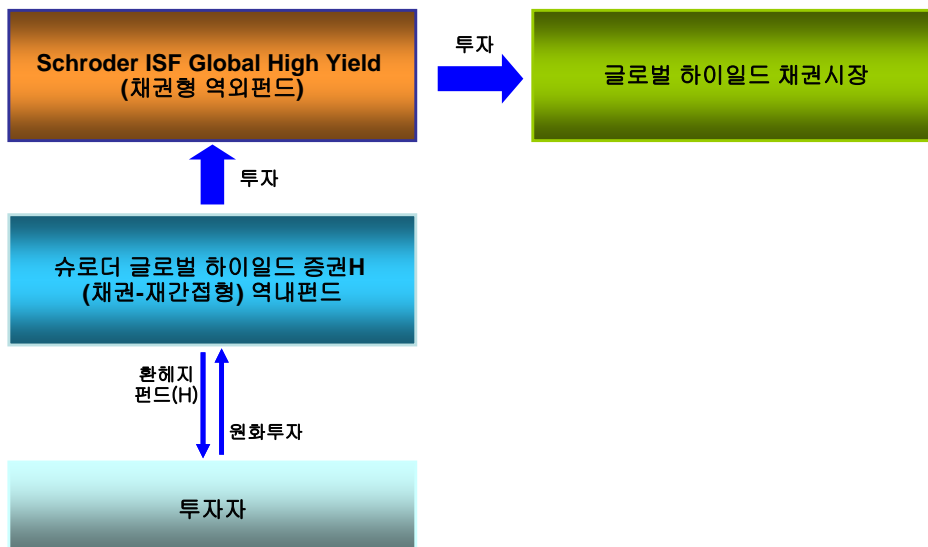 Schroder ISF Global High Yield
(채권형 역외펀드)
투자
글로벌 하이일드 채권시장
투자
슈로더 글로벌 하이일드 증권H
(채권-재간접형) 역내펀드
환헤지
펀드(H)
원화투자
투자자